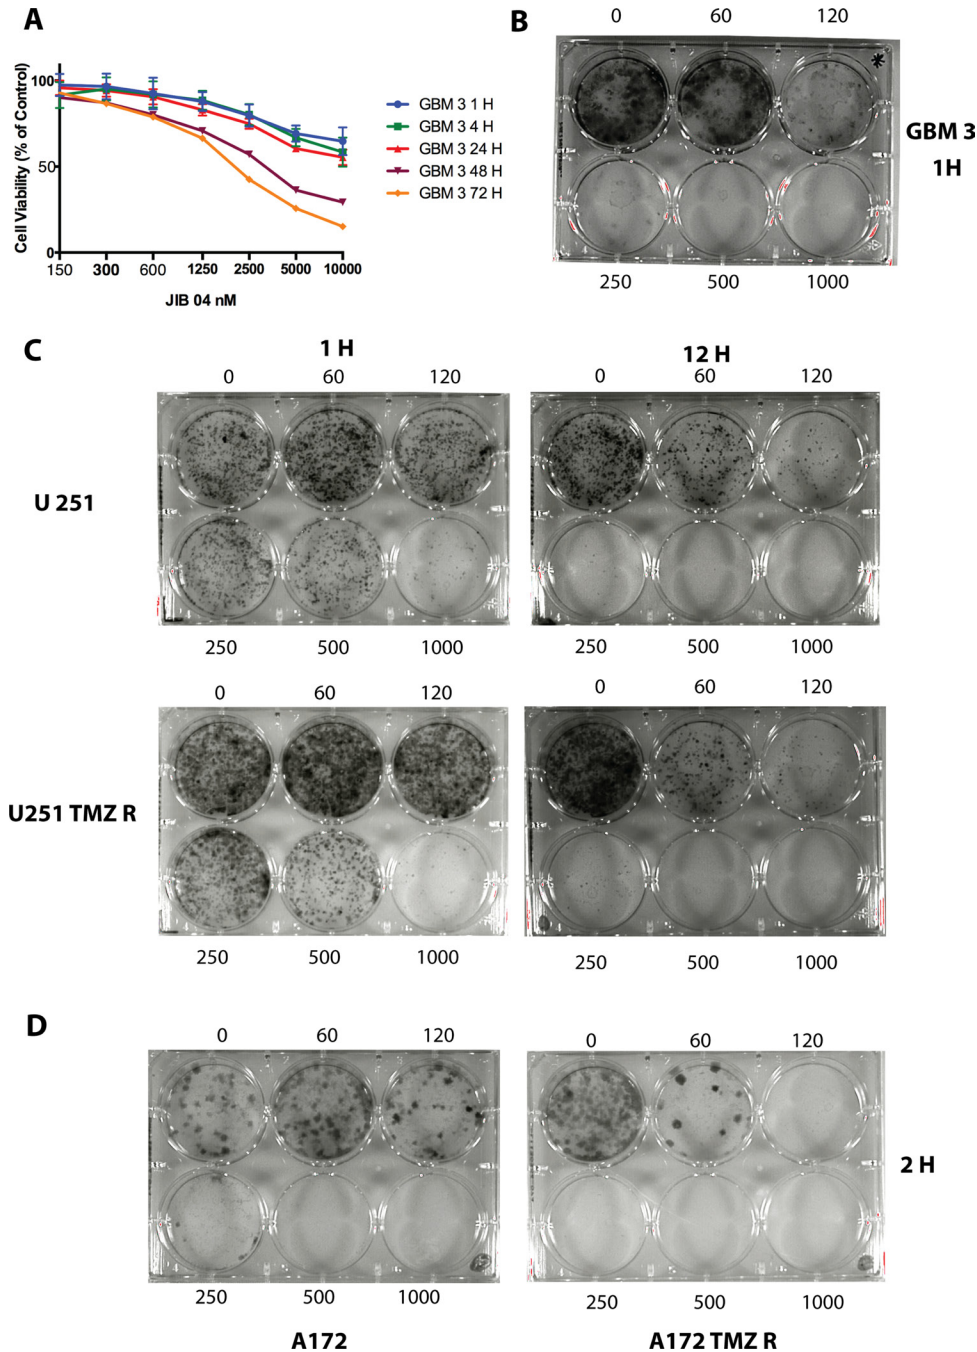 A
Cell Viability (% of Control)
100
50
0
150 300 600 1250 2500 5000 10000
JIB 04 nM
GBM 3 1 H
GBM 3 4 H
GBM 3 24 H
GBM 3 48 H
GBM 3 72 H
B
0 60 120
GBM 3
1H
250 500 1000
C
1 H
12 H
0 60 120
0 60 120
U 251
250 500 1000
250 500 1000
0 60 120
0 60 120
U251 TMZ R
250 500 1000
250 500 1000
D
0 60 120
0 60 120
2 H
250 500 1000
250 500 1000
A172
A172 TMZ R